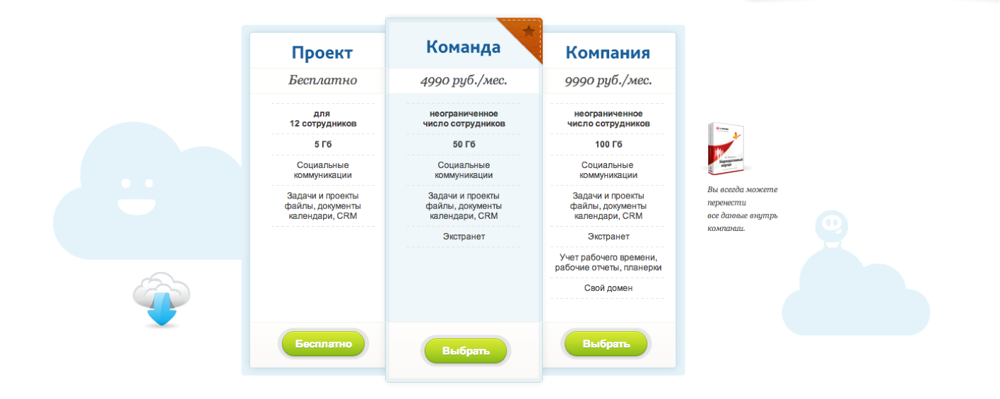 Проект
Бесплатно
для
12 сотрудников
5 Гб
Социальные
коммуникации
Задачи и проекты
файлы, документы
календари, CRM
Бесплатно
Команда
4990 руб./мес.
неограниченное
число сотрудников
50 Гб
Социальные
коммуникации
Задачи и проекты
файлы, документы
календари, CRM
Экстранет
Выбрать
Компания
9990 руб./мес.
неограниченное
число сотрудников
100 Гб
Социальные
коммуникации
Задачи и проекты
файлы, документы
календари, CRM
Экстранет
Учет рабочего времени,
рабочие отчеты, планерки
Свой домен
Выбрать
Корпоративный
портал
Вы всегда можете
перенести
все данные внутрь
компании.